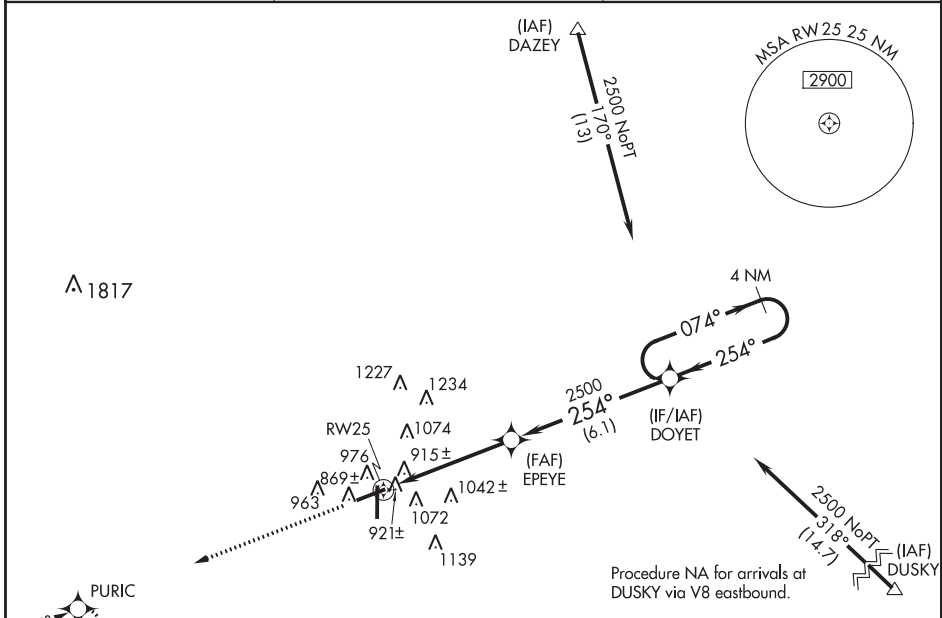 (IAF)
DAZEY
MSA RW25 25 NM
2900
2500 NoPT
170°
(13)
4 NM
1817
074°
254°
1227
1234
2500
254°
(6.1)
(IF/IAF)
DOYET
RW25
1074
976
915±
(FAF)
EPEYE
869±
963
1042±
1072
921±
1139
2500 NoPT
318°
(14.7)
(IAF)
DUSKY
Procedure NA for arrivals at
DUSKY via V8 eastbound.
PURIC